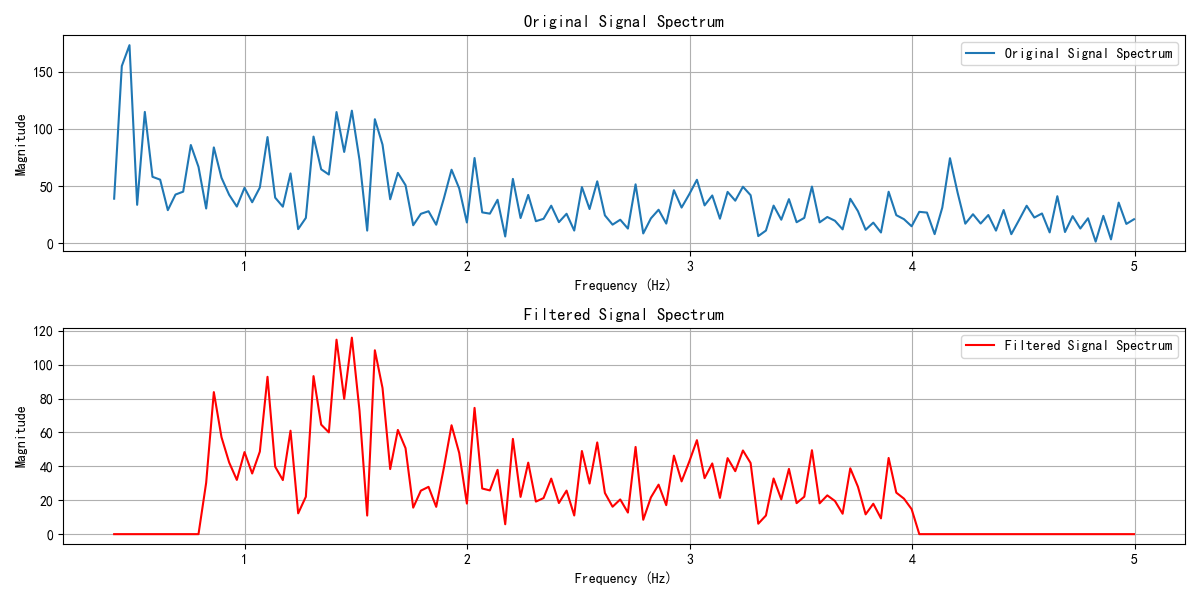 Original Signal Spectrum
Original Signal Spectrum
Magnitude
150
100
50
0
1 2 3 4 5
Frequency (Hz)
Filtered Signal Spectrum
Filtered Signal Spectrum
Magnitude
120
100
80
60
40
20
0
1 2 3 4 5
Frequency (Hz)